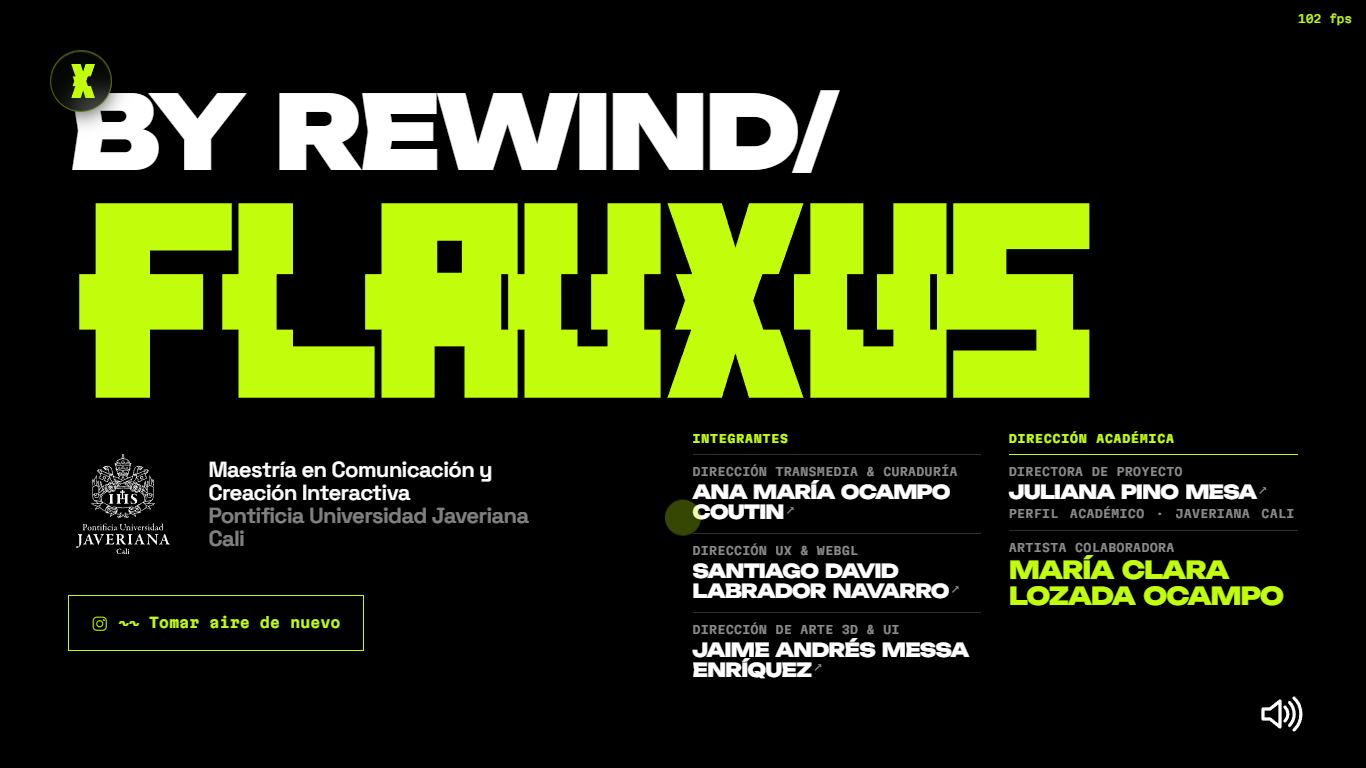 102 fps
X
BY REWIND/
FLAUXUS
Maestría en Comunicación y
Creación Interactiva
Pontificia Universidad Javeriana
Cali
IHS
Pontificia Universidad
JAVERIANA
Cali
~~ Tomar aire de nuevo
INTEGRANTES
DIRECCIÓN TRANSMEDIA & CURADURÍA
ANA MARÍA OCAMPO
COUTIN↗
DIRECCIÓN UX & WEBGL
SANTIAGO DAVID
LABRADOR NAVARRO↗
DIRECCIÓN DE ARTE 3D & UI
JAIME ANDRÉS MESSA
ENRÍQUEZ↗
DIRECCIÓN ACADÉMICA
DIRECTORA DE PROYECTO
JULIANA PINO MESA↗
PERFIL ACADÉMICO · JAVERIANA CALI
ARTISTA COLABORADORA
MARÍA CLARA
LOZADA OCAMPO